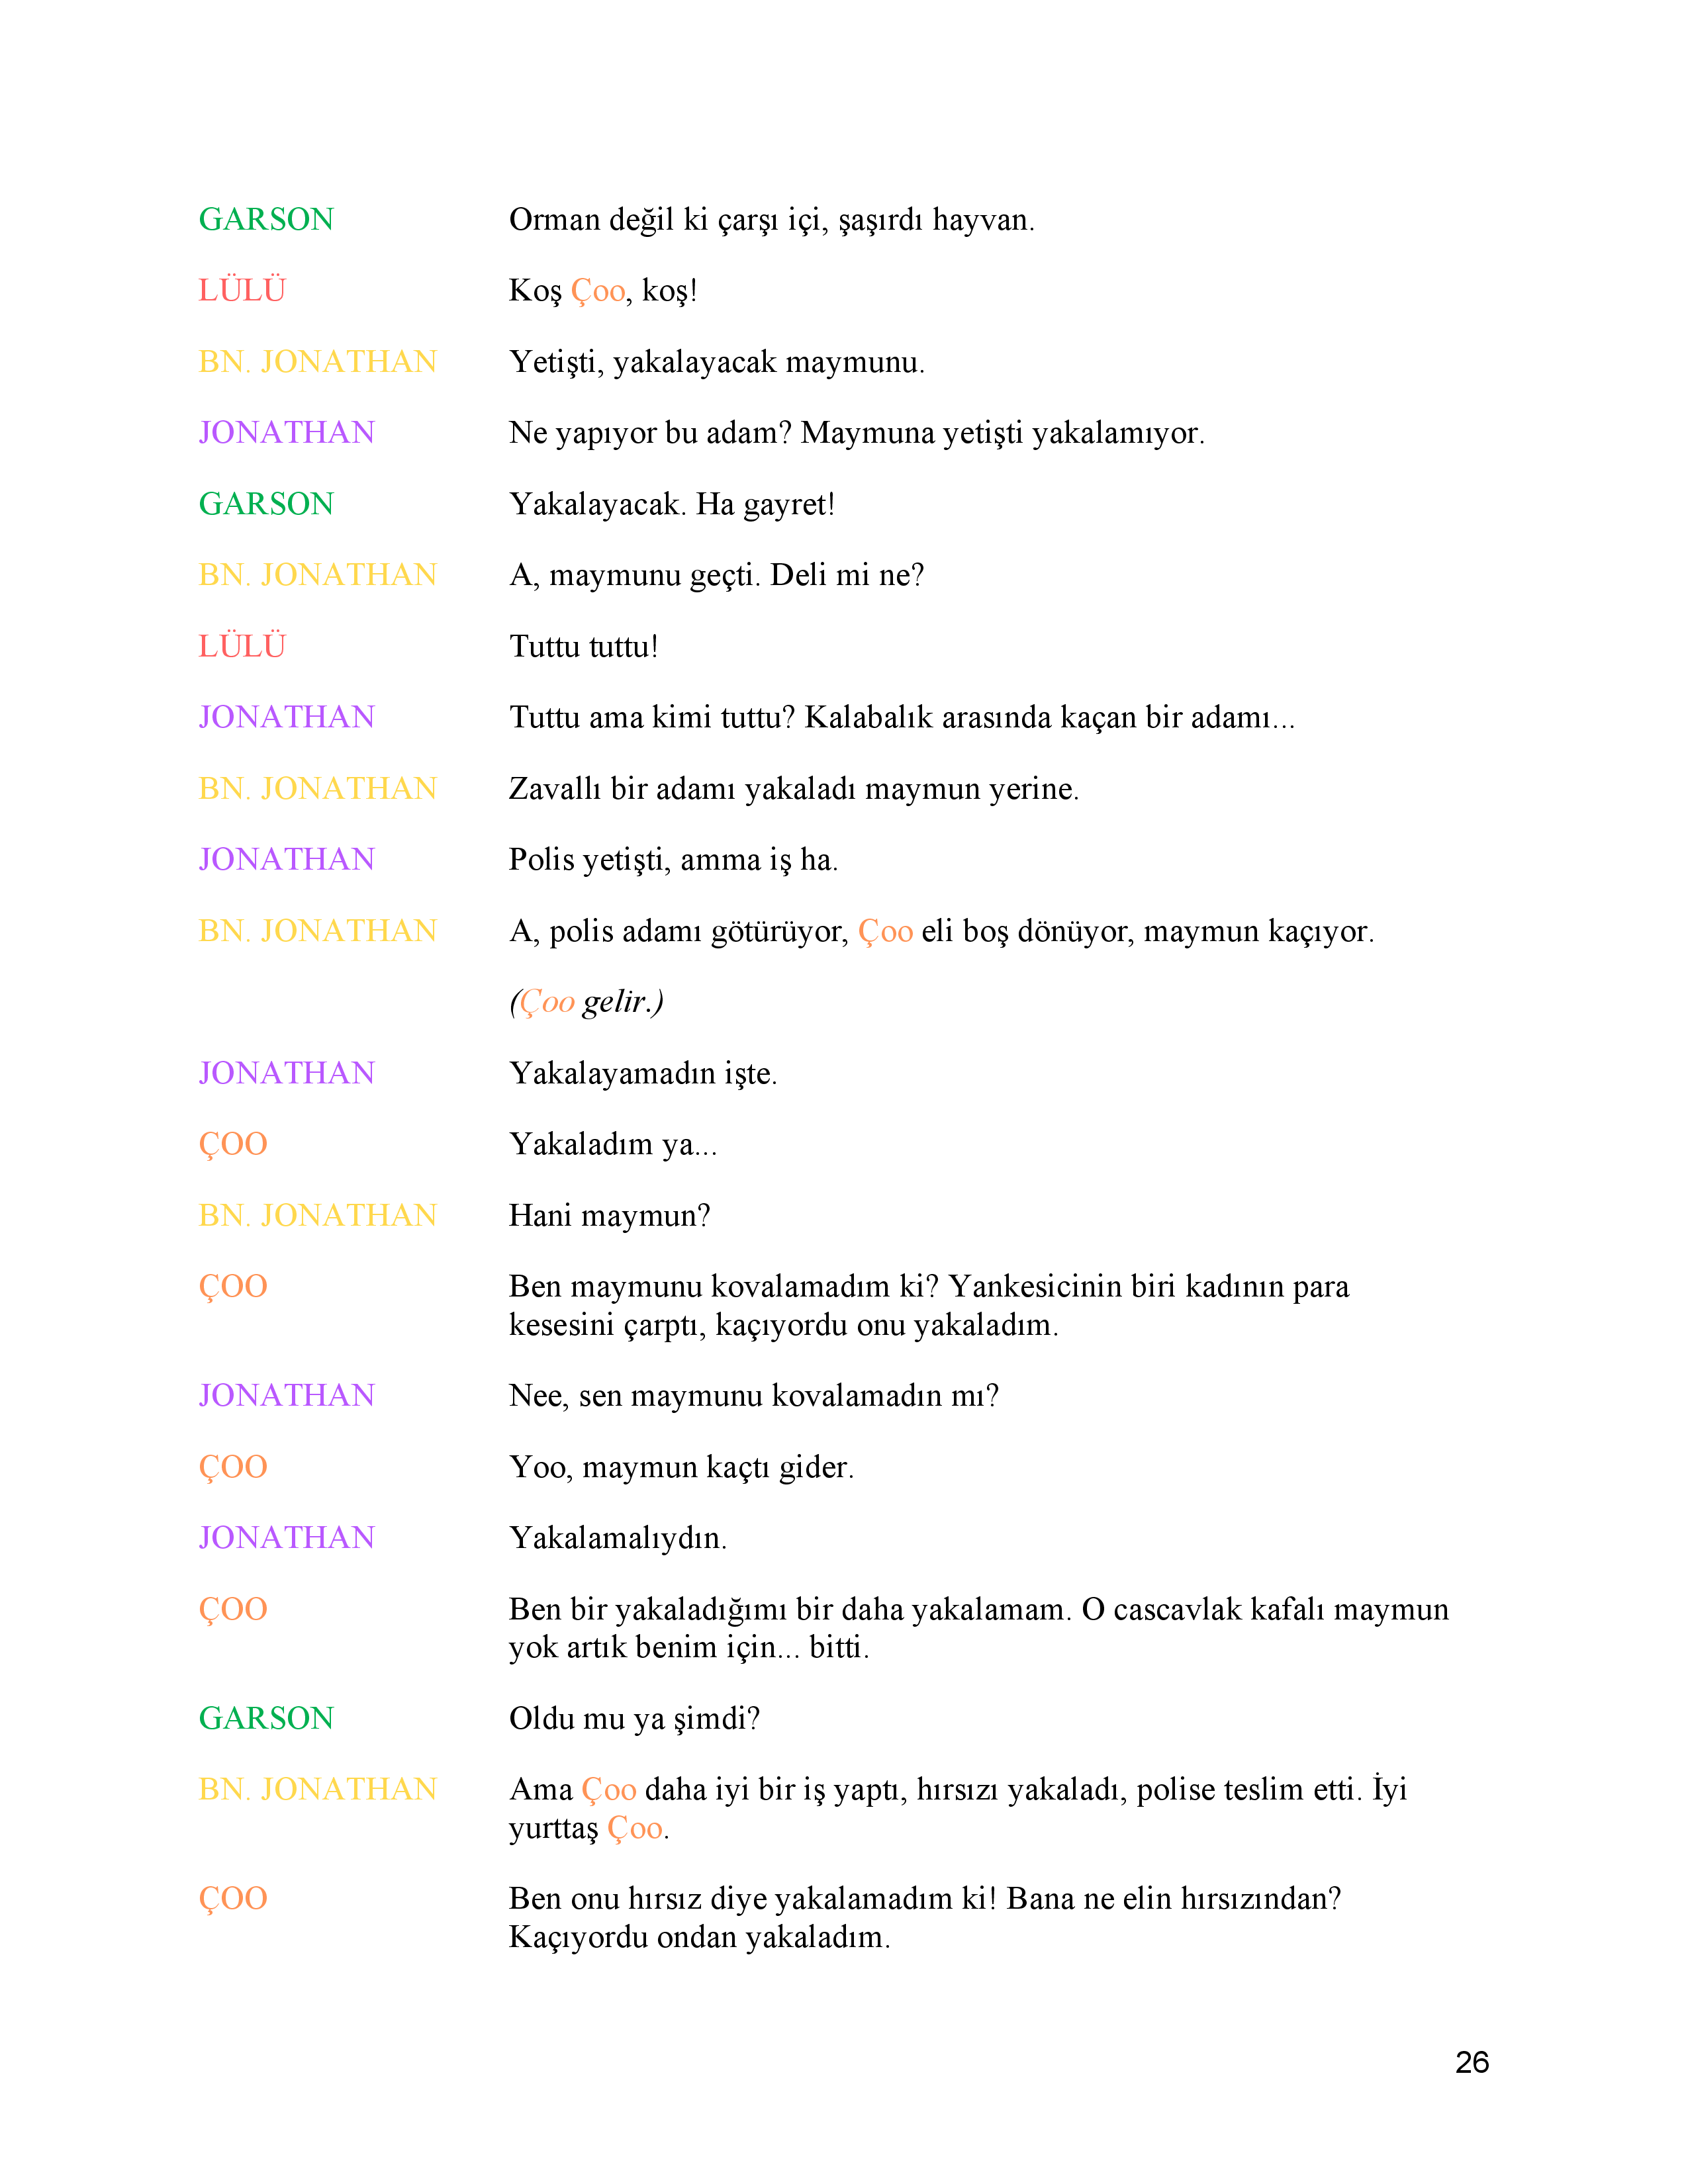 GARSON Orman değil ki çarşı içi, şaşırdı hayvan.
LÜLÜ Koş Çoo, koş!
BN. JONATHAN Yetişti, yakalayacak maymunu.
JONATHAN Ne yapıyor bu adam? Maymuna yetişti yakalamıyor.
GARSON Yakalayacak. Ha gayret!
BN. JONATHAN A, maymunu geçti. Deli mi ne?
LÜLÜ Tuttu tuttu!
JONATHAN Tuttu ama kimi tuttu? Kalabalık arasında kaçan bir adamı...
BN. JONATHAN Zavallı bir adamı yakaladı maymun yerine.
JONATHAN Polis yetişti, amma iş ha.
BN. JONATHAN A, polis adamı götürüyor, Çoo eli boş dönüyor, maymun kaçıyor.
(Çoo gelir.)
JONATHAN Yakalayamadın işte.
ÇOO Yakaladım ya...
BN. JONATHAN Hani maymun?
ÇOO Ben maymunu kovalamadım ki? Yankesicinin biri kadının para
kesesini çarptı, kaçıyordu onu yakaladım.
JONATHAN Nee, sen maymunu kovalamadın mı?
ÇOO Yoo, maymun kaçtı gider.
JONATHAN Yakalamalıydın.
ÇOO Ben bir yakaladığımı bir daha yakalamam. O cascavlak kafalı maymun
yok artık benim için... bitti.
GARSON Oldu mu ya şimdi?
BN. JONATHAN Ama Çoo daha iyi bir iş yaptı, hırsızı yakaladı, polise teslim etti. İyi
yurttaş Çoo.
ÇOO Ben onu hırsız diye yakalamadım ki! Bana ne elin hırsızından?
Kaçıyordu ondan yakaladım.
26